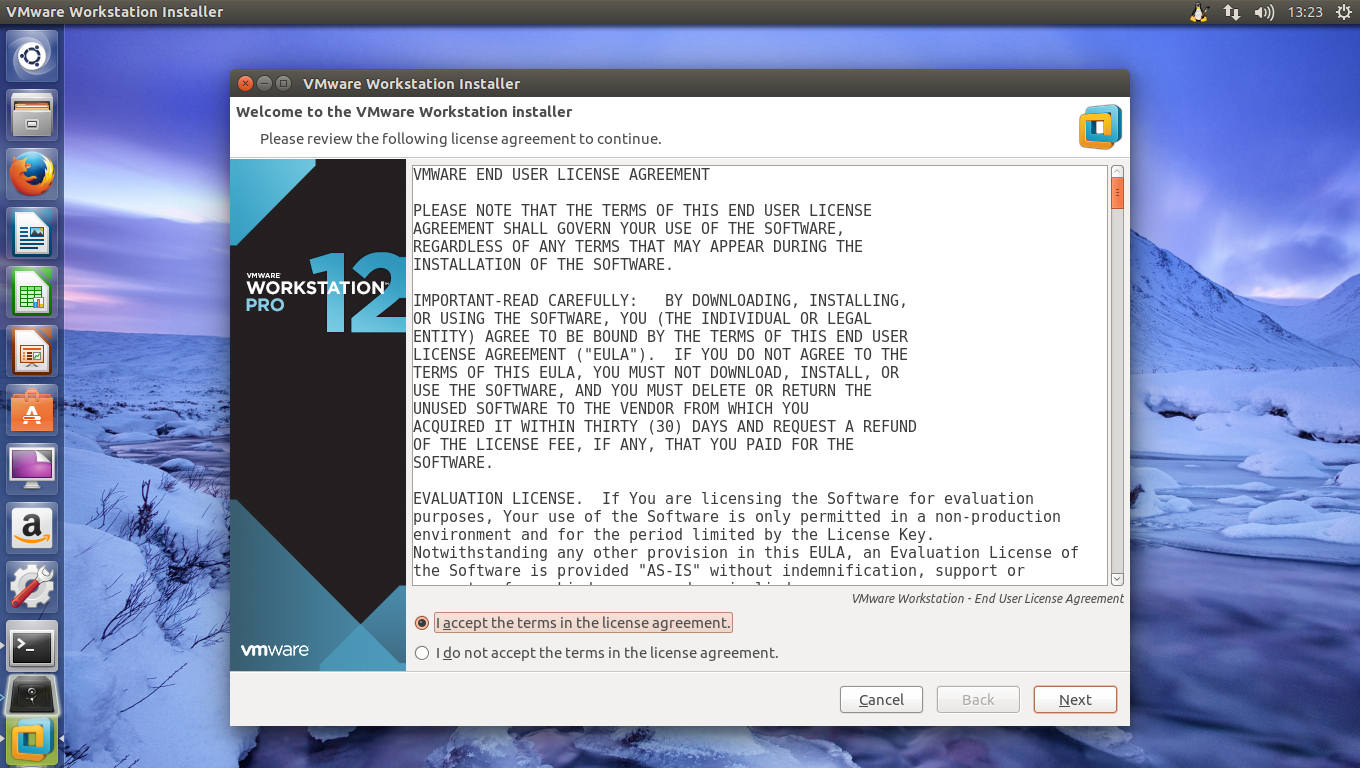 VMware Workstation Installer
13:23
VMware Workstation Installer
Welcome to the VMware Workstation installer
Please review the following license agreement to continue.
VMWARE
WORKSTATION™
PRO
12
vmware
VMWARE END USER LICENSE AGREEMENT
PLEASE NOTE THAT THE TERMS OF THIS END USER LICENSE
AGREEMENT SHALL GOVERN YOUR USE OF THE SOFTWARE,
REGARDLESS OF ANY TERMS THAT MAY APPEAR DURING THE
INSTALLATION OF THE SOFTWARE.
IMPORTANT-READ CAREFULLY:   BY DOWNLOADING, INSTALLING,
OR USING THE SOFTWARE, YOU (THE INDIVIDUAL OR LEGAL
ENTITY) AGREE TO BE BOUND BY THE TERMS OF THIS END USER
LICENSE AGREEMENT ("EULA").  IF YOU DO NOT AGREE TO THE
TERMS OF THIS EULA, YOU MUST NOT DOWNLOAD, INSTALL, OR
USE THE SOFTWARE, AND YOU MUST DELETE OR RETURN THE
UNUSED SOFTWARE TO THE VENDOR FROM WHICH YOU
ACQUIRED IT WITHIN THIRTY (30) DAYS AND REQUEST A REFUND
OF THE LICENSE FEE, IF ANY, THAT YOU PAID FOR THE
SOFTWARE.
EVALUATION LICENSE.  If You are licensing the Software for evaluation
purposes, Your use of the Software is only permitted in a non-production
environment and for the period limited by the License Key.
Notwithstanding any other provision in this EULA, an Evaluation License of
the Software is provided "AS-IS" without indemnification, support or
VMware Workstation - End User License Agreement
I accept the terms in the license agreement.
I do not accept the terms in the license agreement.
Cancel
Back
Next